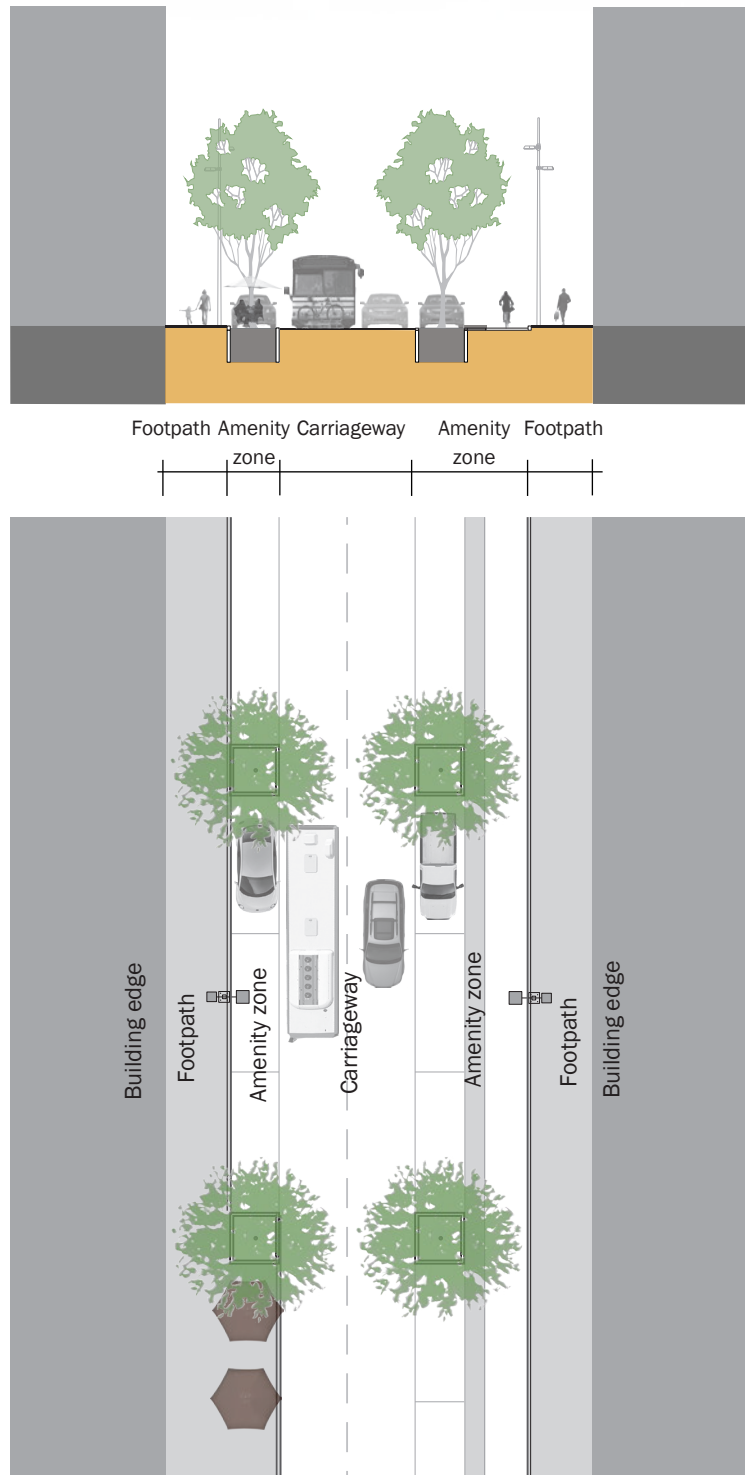 Footpath Amenity zone Carriageway Amenity zone Footpath
Building edge
Footpath
Amenity zone
Carriageway
Amenity zone
Footpath
Building edge